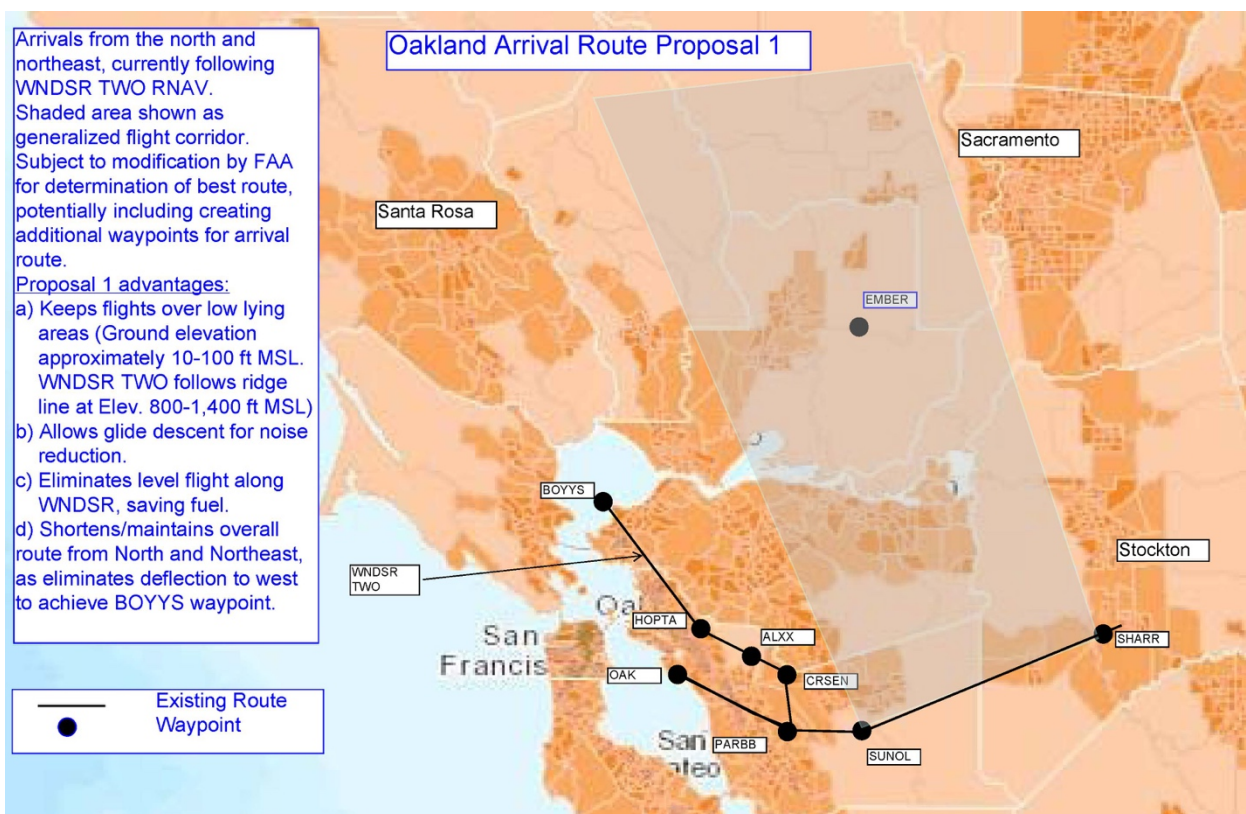 Arrivals from the north and
northeast, currently following
WNDSR TWO RNAV.
Shaded area shown as
generalized flight corridor.
Subject to modification by FAA
for determination of best route,
potentially including creating
additional waypoints for arrival
route.
Proposal 1 advantages:
a) Keeps flights over low lying
areas (Ground elevation
approximately 10-100 ft MSL.
WNDSR TWO follows ridge
line at Elev. 800-1,400 ft MSL)
b) Allows glide descent for noise
reduction.
c) Eliminates level flight along
WNDSR, saving fuel.
d) Shortens/maintains overall
route from North and Northeast,
as eliminates deflection to west
to achieve BOYYS waypoint.
Existing Route
Waypoint
Oakland Arrival Route Proposal 1
Sacramento
Santa Rosa
EMBER
BOYYS
WNDSR
TWO
Stockton
Oal
HOPTA
ALXX
SHARR
San
Francis
OAK
CRSEN
San
ateo
PARBB
SUNOL